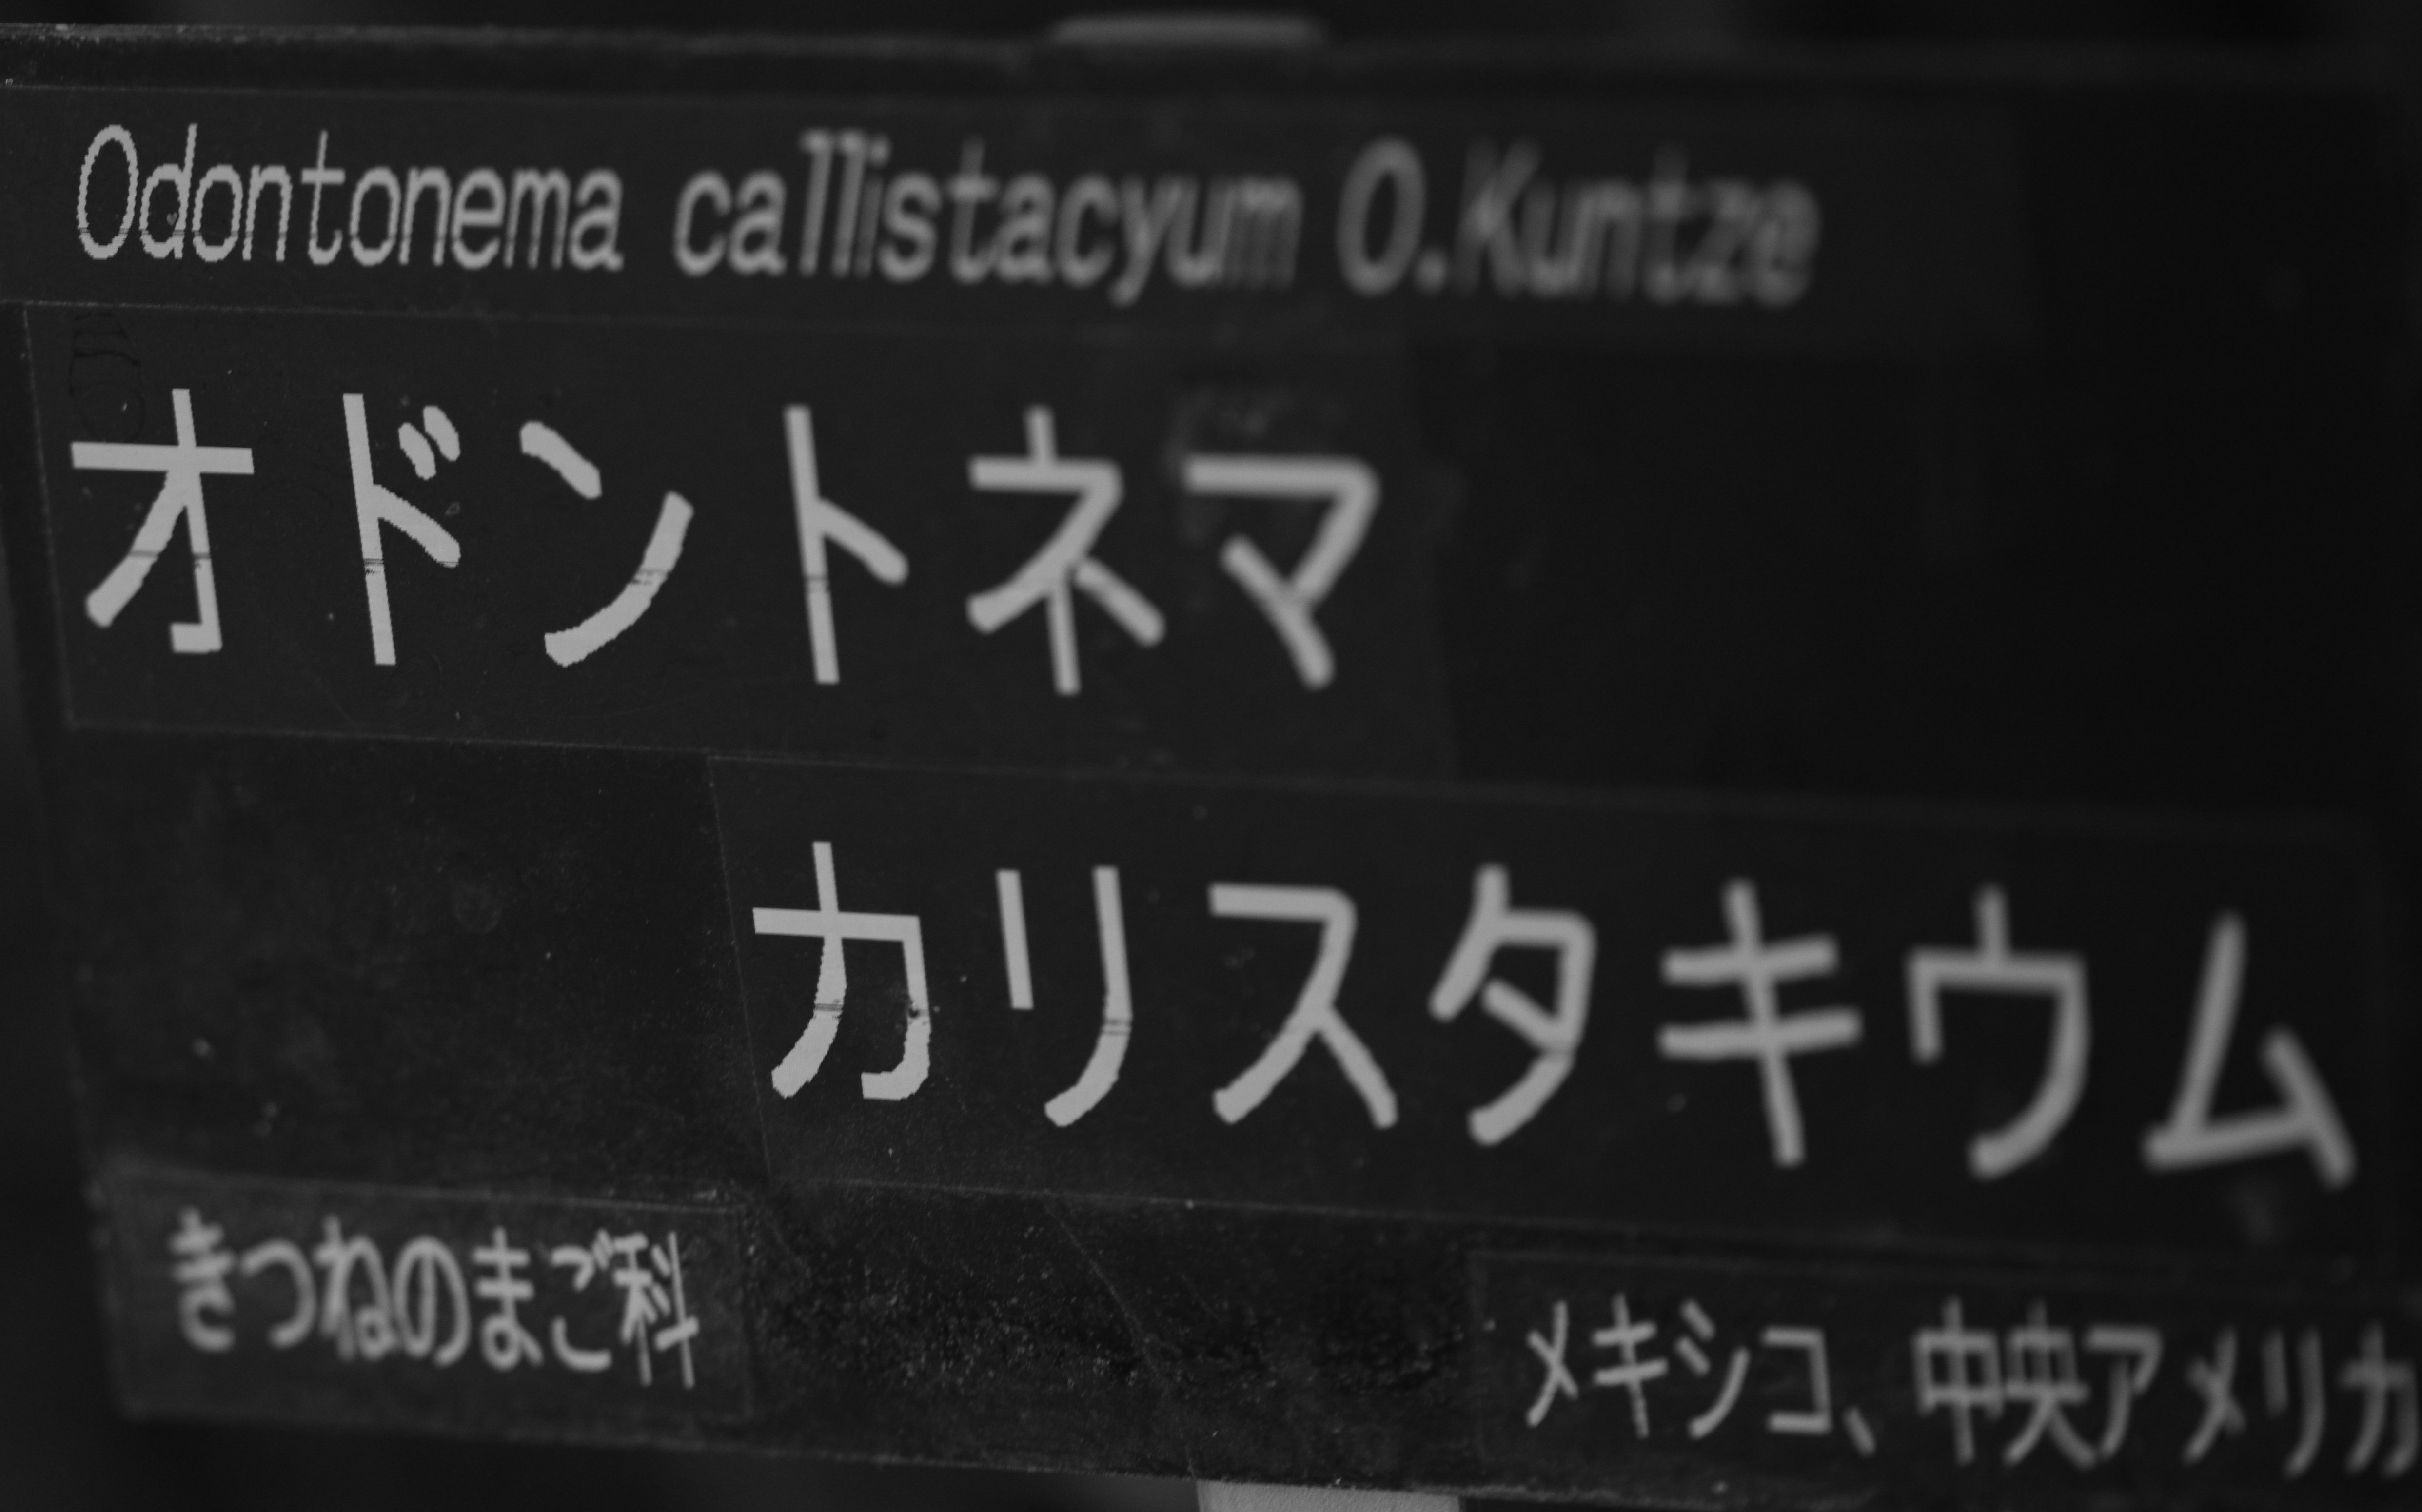 Odontonema callistacyum O.Kuntze
オドントネマ
カリスタキウム
きつねのまご科
メキシコ、中央アメリカ